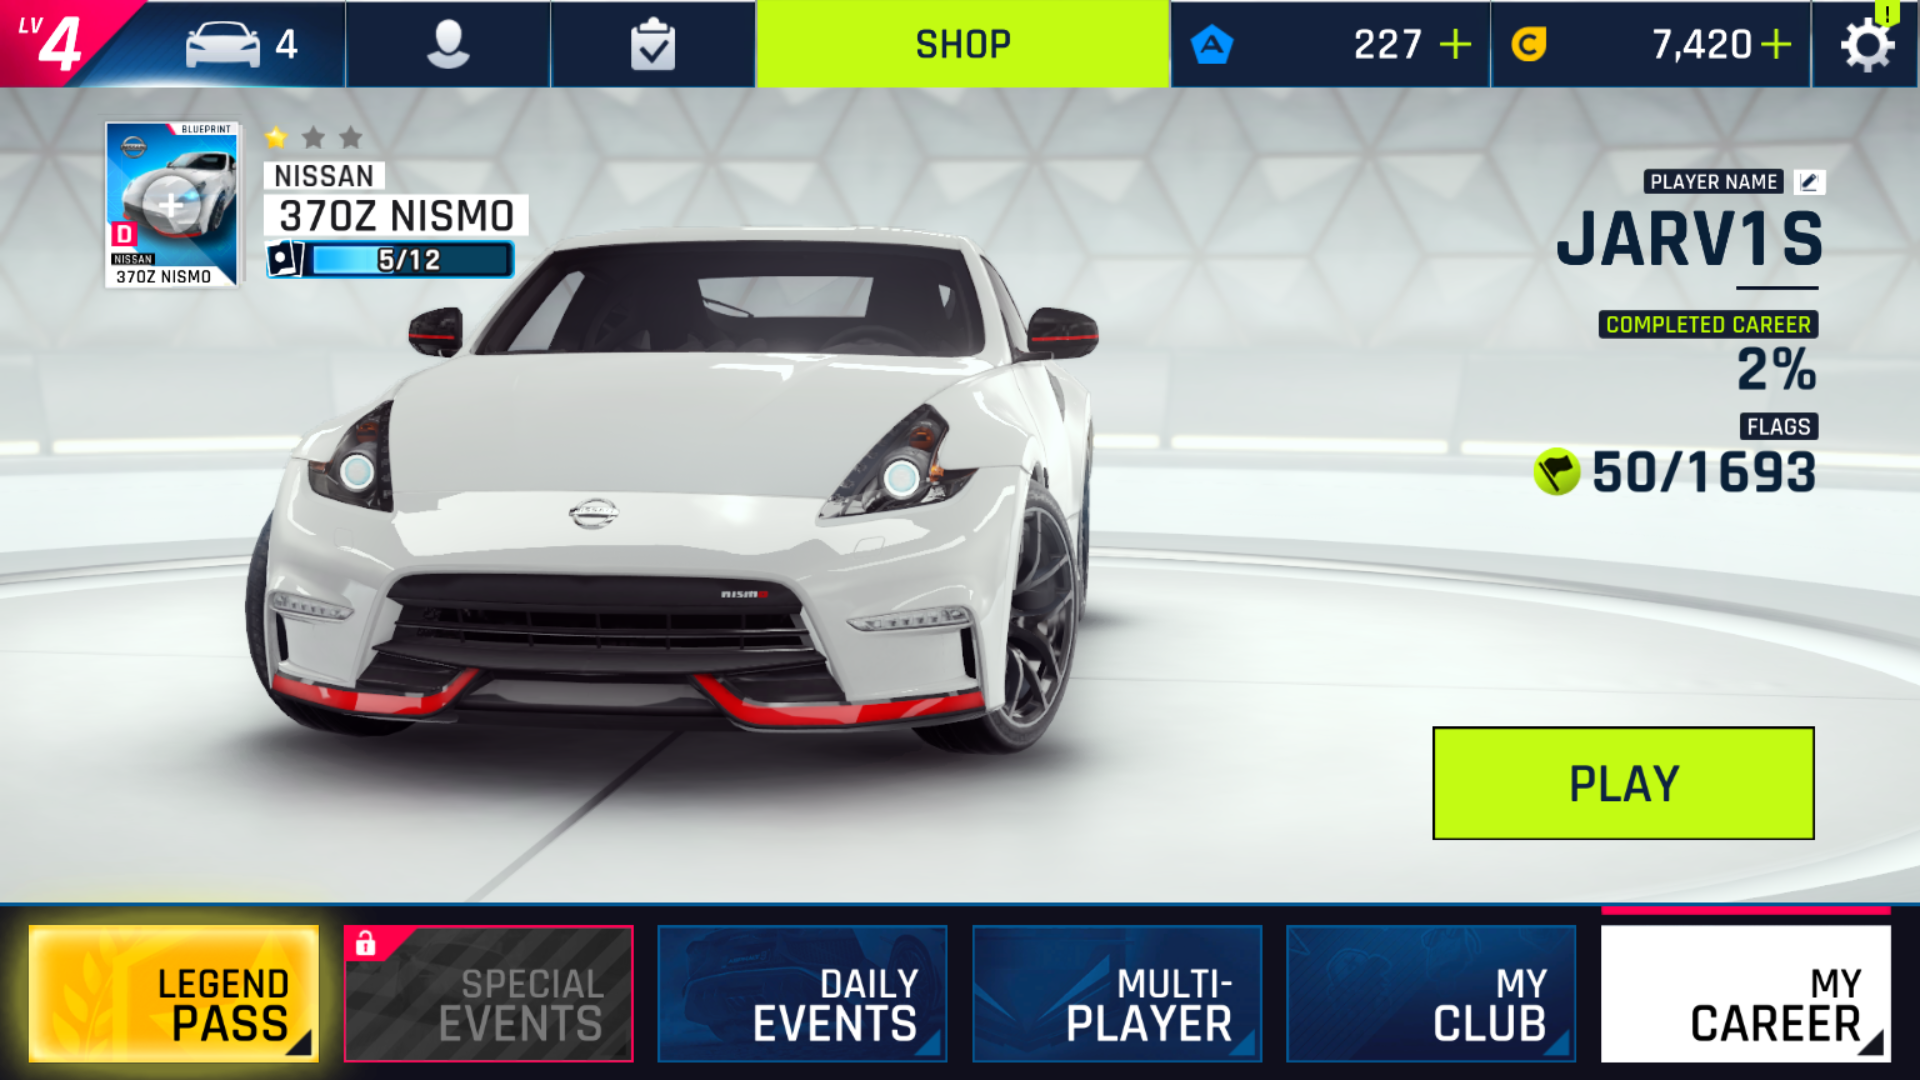 LV 4
4
SHOP
227
7,420
BLUEPRINT
D
NISSAN
370Z NISMO
NISSAN
370Z NISMO
5/12
PLAYER NAME
JARV1S
COMPLETED CAREER
2%
FLAGS
50/1693
NISSAN
NISMO
PLAY
LEGEND
PASS
SPECIAL
EVENTS
DAILY
EVENTS
MULTI-
PLAYER
MY
CLUB
MY
CAREER